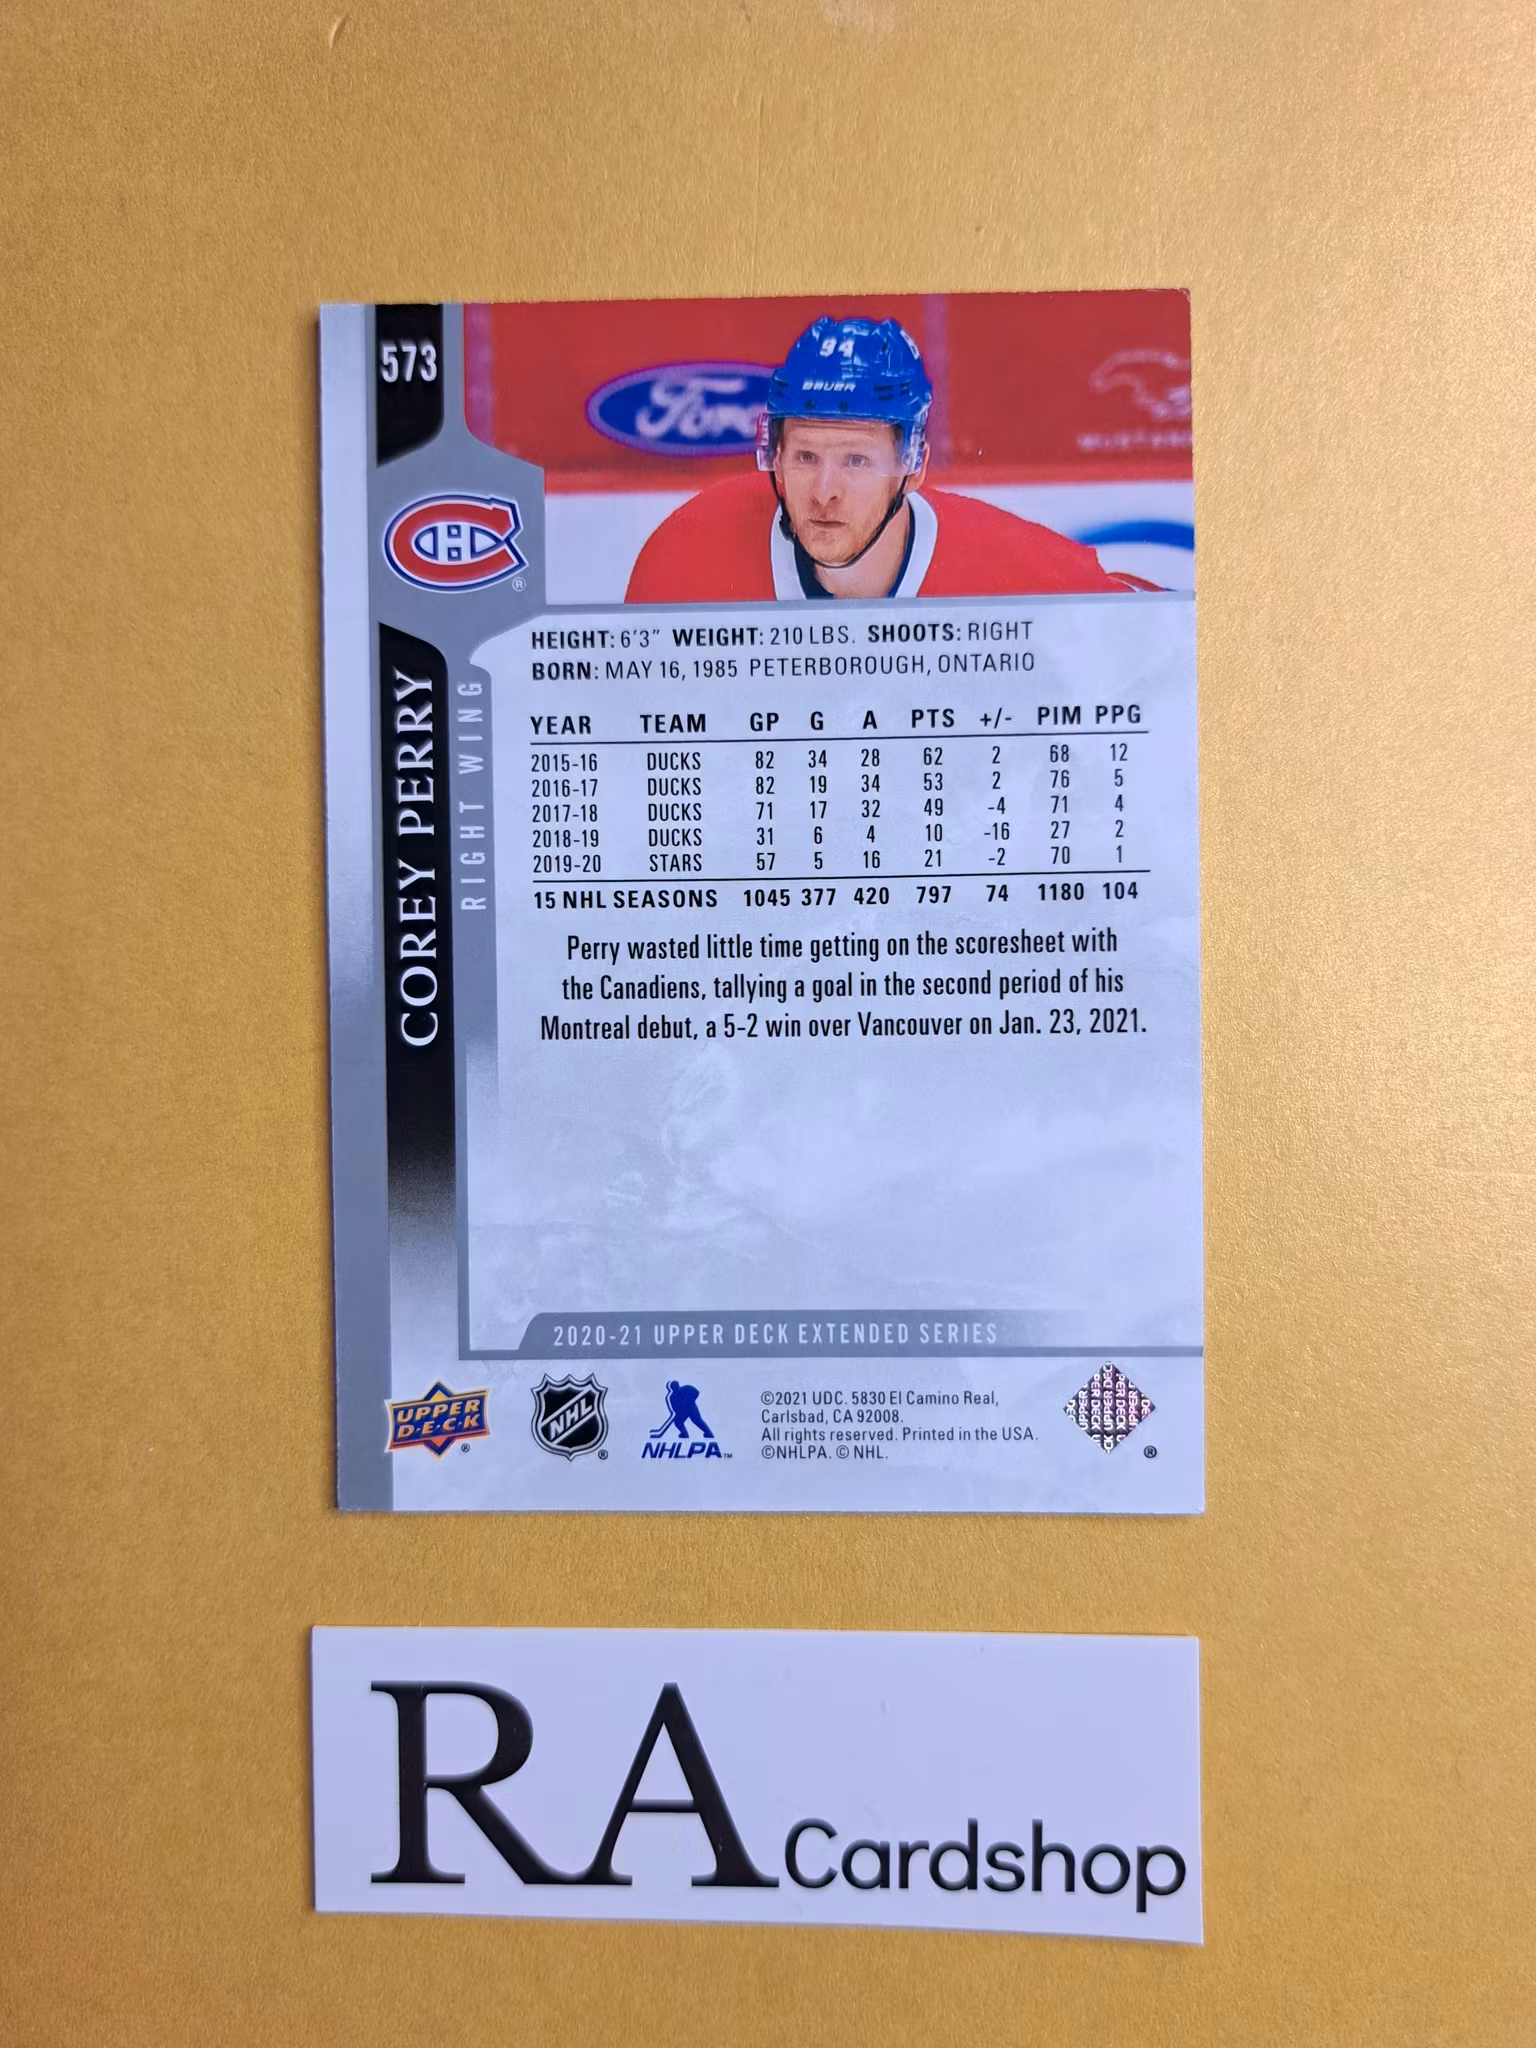 573
94
BAUER
Ford
MUSTANG
COREY PERRY
RIGHT WING
HEIGHT: 6'3" WEIGHT: 210 LBS. SHOOTS: RIGHT
BORN: MAY 16, 1985 PETERBOROUGH, ONTARIO
YEAR TEAM GP G A PTS +/- PIM PPG
2015-16 DUCKS 82 34 28 62 2 68 12
2016-17 DUCKS 82 19 34 53 2 76 5
2017-18 DUCKS 71 17 32 49 -4 71 4
2018-19 DUCKS 31 6 4 10 -16 27 2
2019-20 STARS 57 5 16 21 -2 70 1
15 NHL SEASONS 1045 377 420 797 74 1180 104
Perry wasted little time getting on the scoresheet with
the Canadiens, tallying a goal in the second period of his
Montreal debut, a 5-2 win over Vancouver on Jan. 23, 2021.
2020-21 UPPER DECK EXTENDED SERIES
UPPER
D·E·C·K
®
NHL
®
NHLPA™
©2021 UDC. 5830 El Camino Real,
Carlsbad, CA 92008.
All rights reserved. Printed in the USA.
©NHLPA. © NHL.
®
RA Cardshop